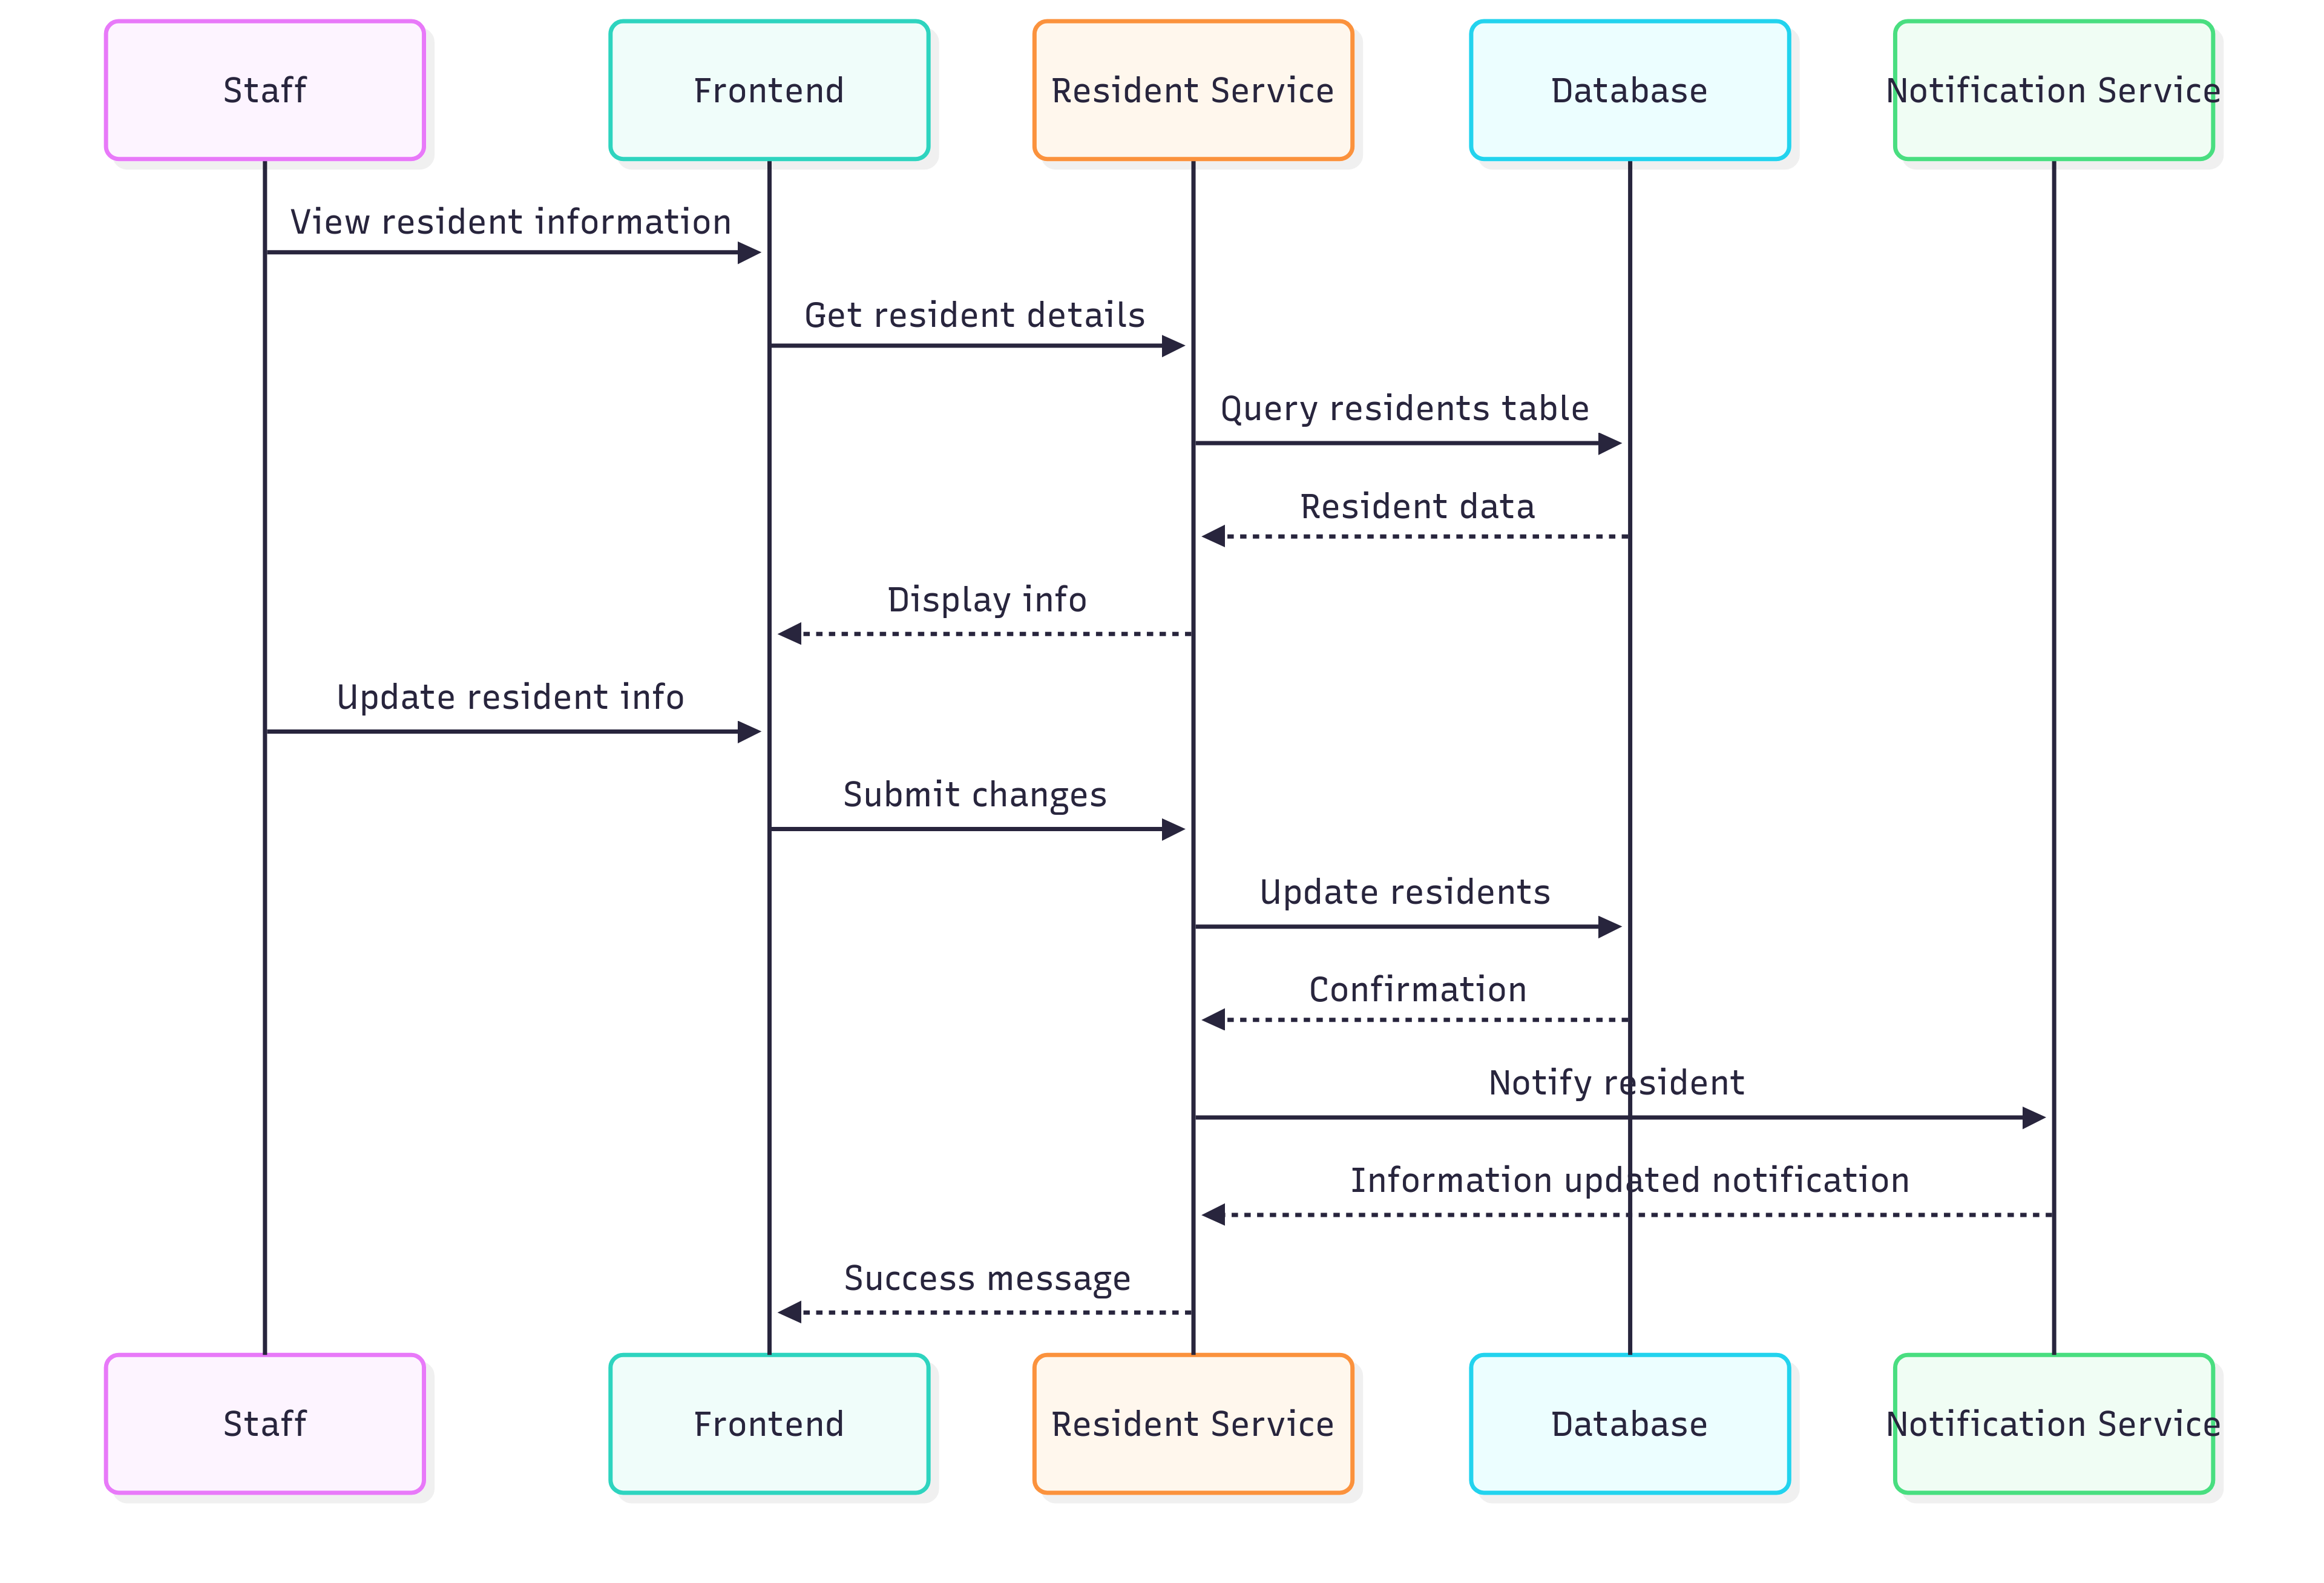 Staff
Frontend
Resident Service
Database
Notification Service
View resident information
Get resident details
Query residents table
Resident data
Display info
Update resident info
Submit changes
Update residents
Confirmation
Notify resident
Information updated notification
Success message
Staff
Frontend
Resident Service
Database
Notification Service